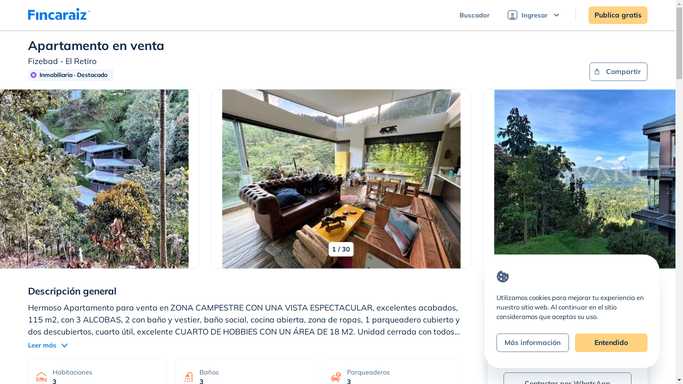 Fincaraiz
Buscador
Ingresar
Publica gratis
Apartamento en venta
Fizebad - El Retiro
Inmobiliaria · Destacado
Compartir
1 / 30
Descripción general
Hermoso Apartamento para venta en ZONA CAMPESTRE CON UNA VISTA ESPECTACULAR, excelentes acabados,
115 m2, con 3 ALCOBAS, 2 con baño y vestier, baño social, cocina abierta, zona de ropas, 1 parqueadero cubierto y
dos descubiertos, cuarto útil, excelente CUARTO DE HOBBIES CON UN ÁREA DE 18 M2. Unidad cerrada con todos...
Leer más
Habitaciones
3
Baños
3
Parqueaderos
3
Utilizamos cookies para mejorar tu experiencia en
nuestro sitio web. Al continuar en el sitio
consideramos que aceptas su uso.
Más información
Entendido
Contactar por WhatsApp